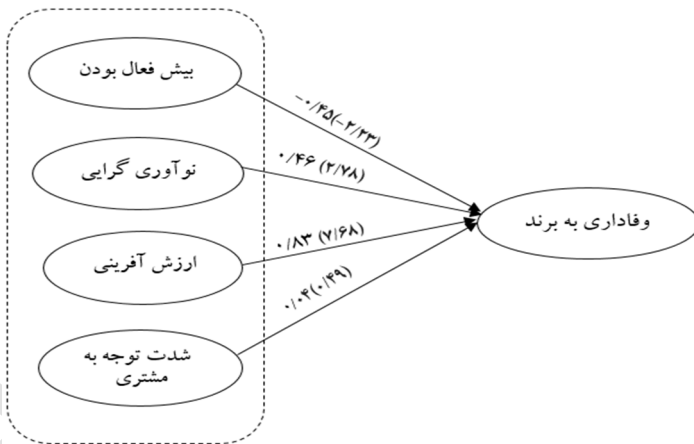 بیش فعال بودن
-۰/۴۵(-۲/۲۳)
نوآوری گرایی
۰/۴۶ (۲/۷۸)
وفاداری به برند
ارزش آفرینی
۰/۸۳ (۷/۶۸)
۰/۰۴(۰/۴۹)
شدت توجه به
مشتری